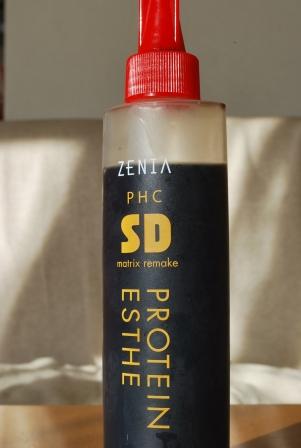 ZENIA
PHC
SD
matrix remake
PROTEIN
ESTHE